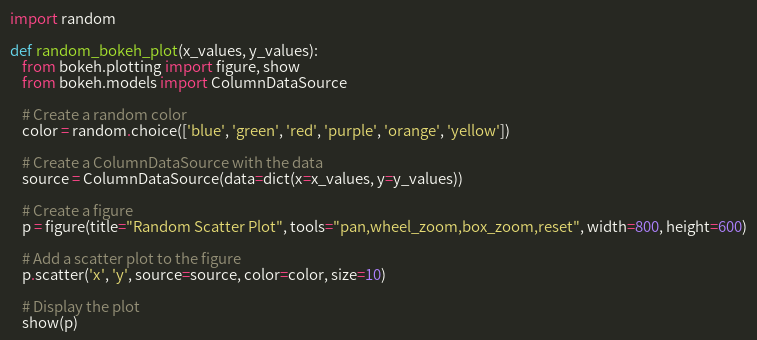 import random
def random_bokeh_plot(x_values, y_values):
from bokeh.plotting import figure, show
from bokeh.models import ColumnDataSource
# Create a random color
color = random.choice(['blue', 'green', 'red', 'purple', 'orange', 'yellow'])
# Create a ColumnDataSource with the data
source = ColumnDataSource(data=dict(x=x_values, y=y_values))
# Create a figure
p = figure(title="Random Scatter Plot", tools="pan,wheel_zoom,box_zoom,reset", width=800, height=600)
# Add a scatter plot to the figure
p.scatter('x', 'y', source=source, color=color, size=10)
# Display the plot
show(p)